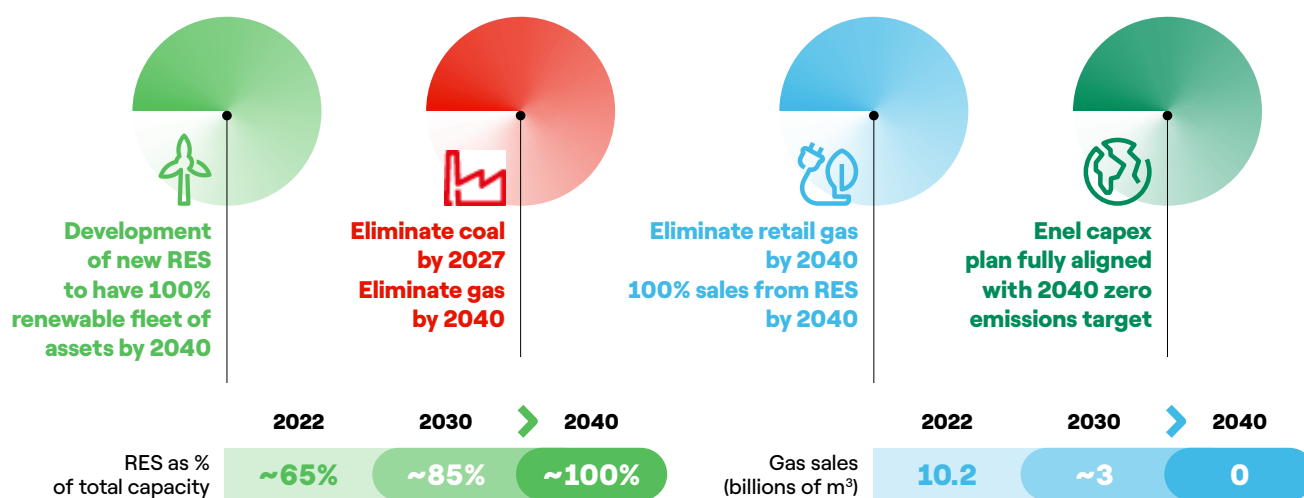 Development
of new RES
to have 100%
renewable fleet of
assets by 2040
Eliminate coal
by 2027
Eliminate gas
by 2040
Eliminate retail gas
by 2040
100% sales from RES
by 2040
Enel capex
plan fully aligned
with 2040 zero
emissions target
2022 2030 2040
RES as %
of total capacity
~65% ~85% ~100%
2022 2030 2040
Gas sales
(billions of m³)
10.2 ~3 0